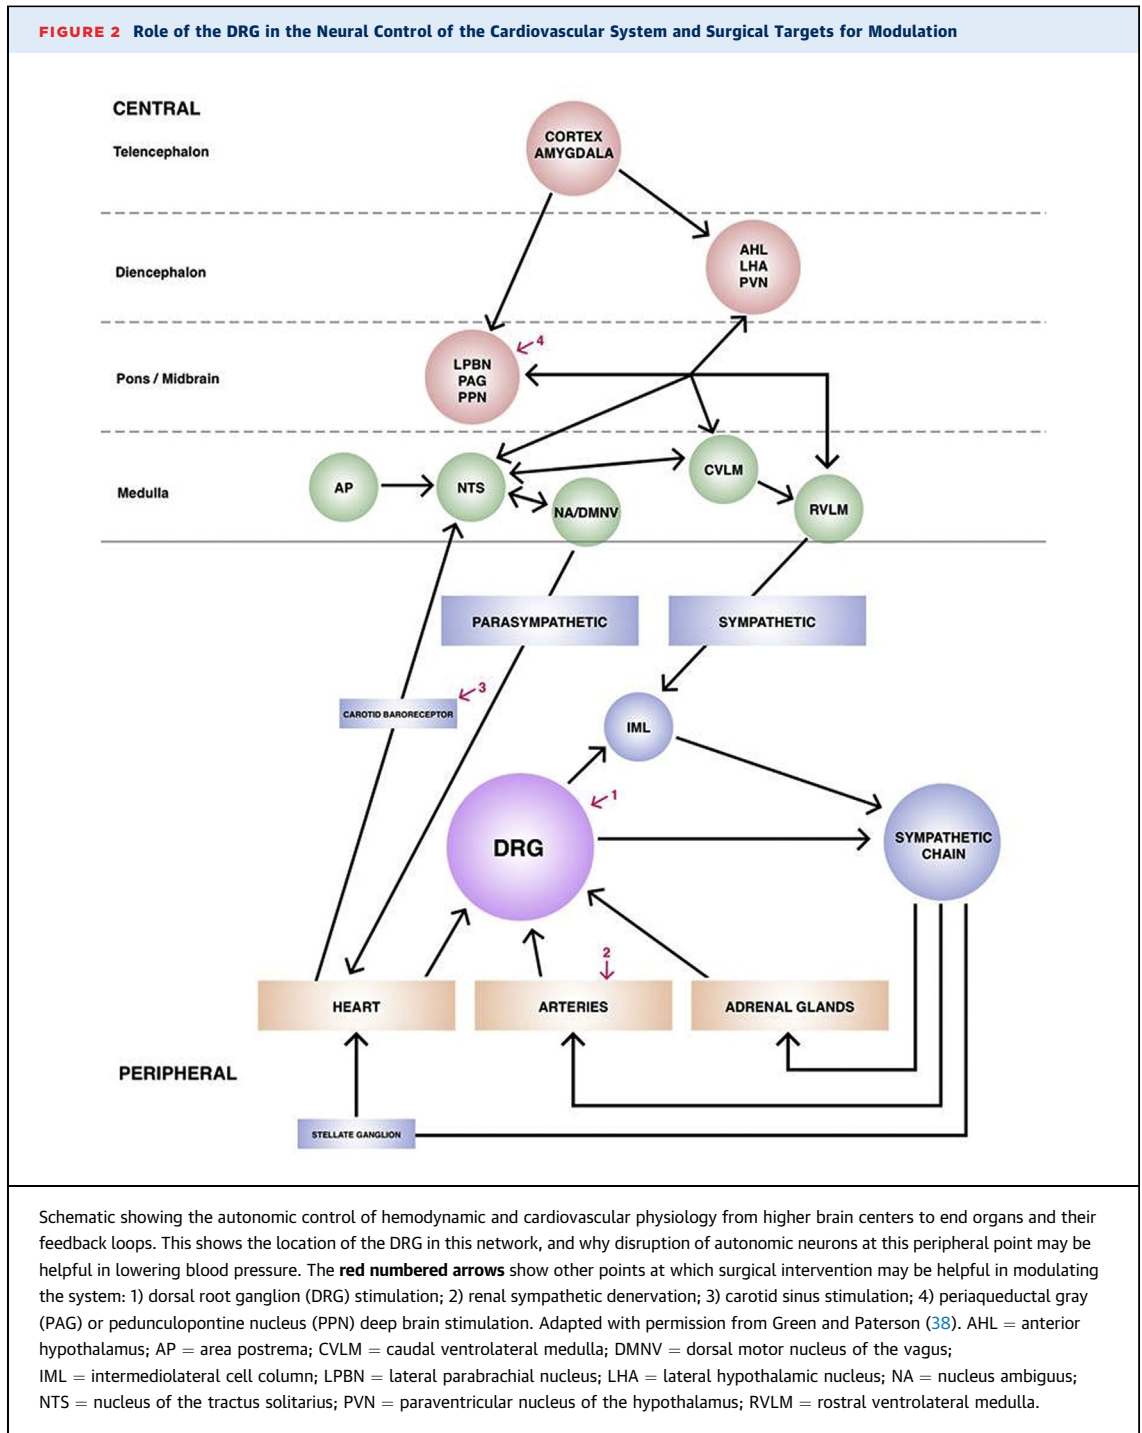 FIGURE 2 Role of the DRG in the Neural Control of the Cardiovascular System and Surgical Targets for Modulation
CENTRAL
Telencephalon
CORTEX
AMYGDALA
Diencephalon
AHL
LHA
PVN
Pons / Midbrain
LPBN
PAG
PPN
4
Medulla
AP
NTS
NA/DMNV
CVLM
RVLM
PARASYMPATHETIC
SYMPATHETIC
CAROTID BARORECEPTOR
3
IML
DRG
1
SYMPATHETIC
CHAIN
2
HEART
ARTERIES
ADRENAL GLANDS
PERIPHERAL
STELLATE GANGLION
Schematic showing the autonomic control of hemodynamic and cardiovascular physiology from higher brain centers to end organs and their
feedback loops. This shows the location of the DRG in this network, and why disruption of autonomic neurons at this peripheral point may be
helpful in lowering blood pressure. The red numbered arrows show other points at which surgical intervention may be helpful in modulating
the system: 1) dorsal root ganglion (DRG) stimulation; 2) renal sympathetic denervation; 3) carotid sinus stimulation; 4) periaqueductal gray
(PAG) or pedunculopontine nucleus (PPN) deep brain stimulation. Adapted with permission from Green and Paterson (38). AHL = anterior
hypothalamus; AP = area postrema; CVLM = caudal ventrolateral medulla; DMNV = dorsal motor nucleus of the vagus;
IML = intermediolateral cell column; LPBN = lateral parabrachial nucleus; LHA = lateral hypothalamic nucleus; NA = nucleus ambiguus;
NTS = nucleus of the tractus solitarius; PVN = paraventricular nucleus of the hypothalamus; RVLM = rostral ventrolateral medulla.